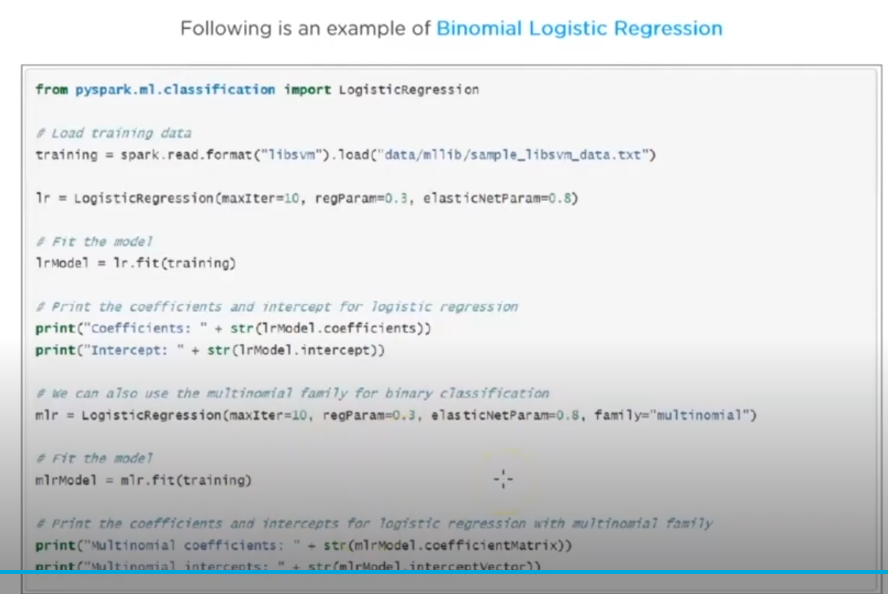 Following is an example of Binomial Logistic Regression
from pyspark.ml.classification import LogisticRegression
# Load training data
training = spark.read.format("libsvm").load("data/mllib/sample_libsvm_data.txt")
lr = LogisticRegression(maxIter=10, regParam=0.3, elasticNetParam=0.8)
# Fit the model
lrModel = lr.fit(training)
# Print the coefficients and intercept for logistic regression
print("Coefficients: " + str(lrModel.coefficients))
print("Intercept: " + str(lrModel.intercept))
# We can also use the multinomial family for binary classification
mlr = LogisticRegression(maxIter=10, regParam=0.3, elasticNetParam=0.8, family="multinomial")
# Fit the model
mlrModel = mlr.fit(training)
# Print the coefficients and intercepts for logistic regression with multinomial family
print("Multinomial coefficients: " + str(mlrModel.coefficientMatrix))
print("Multinomial intercepts: " + str(mlrModel.interceptVector))